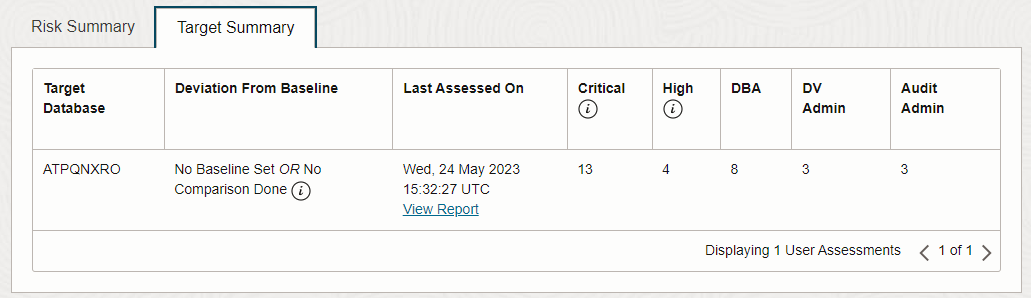 Risk Summary
Target Summary
Target Database
Deviation From Baseline
Last Assessed On
Critical
High
DBA
DV Admin
Audit Admin
ATPQNXRO
No Baseline Set OR No
Comparison Done
Wed, 24 May 2023
15:32:27 UTC
View Report
13
4
8
3
3
Displaying 1 User Assessments
1 of 1